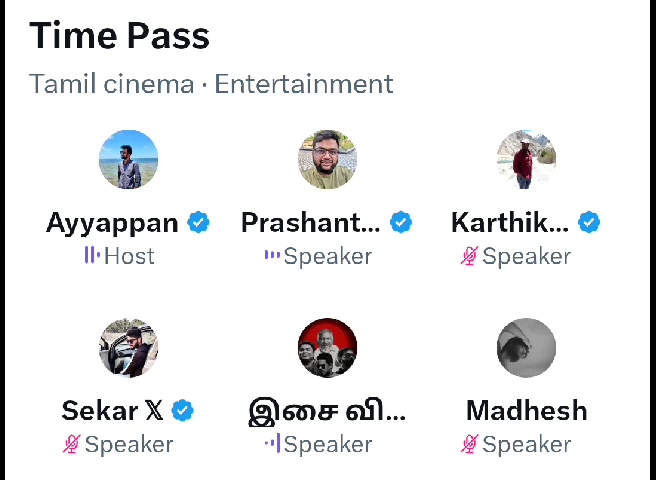 Time Pass
Tamil cinema · Entertainment
Ayyappan Prashant... Karthik...
Host Speaker Speaker
Sekar 𝕏 இசை வி... Madhesh
Speaker Speaker Speaker